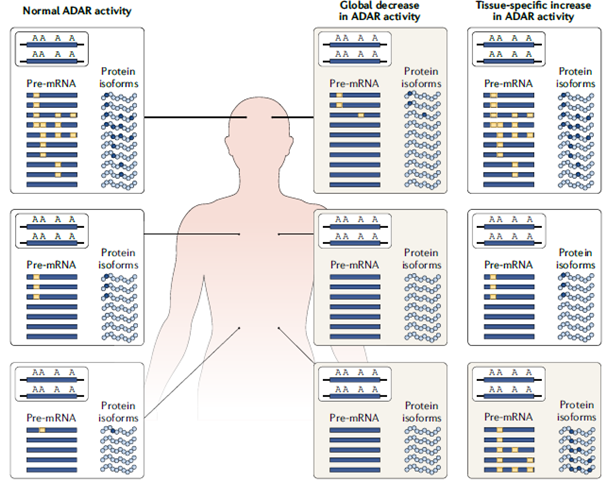 Normal ADAR activity
Global decrease
in ADAR activity
Tissue-specific increase
in ADAR activity
AA A A
AA A A
Pre-mRNA
Protein
isoforms
AA A A
AA A A
Pre-mRNA
Protein
isoforms
AA A A
AA A A
Pre-mRNA
Protein
isoforms
AA A A
AA A A
Pre-mRNA
Protein
isoforms
AA A A
AA A A
Pre-mRNA
Protein
isoforms
AA A A
AA A A
Pre-mRNA
Protein
isoforms
AA A A
AA A A
Pre-mRNA
Protein
isoforms
AA A A
AA A A
Pre-mRNA
Protein
isoforms
AA A A
AA A A
Pre-mRNA
Protein
isoforms